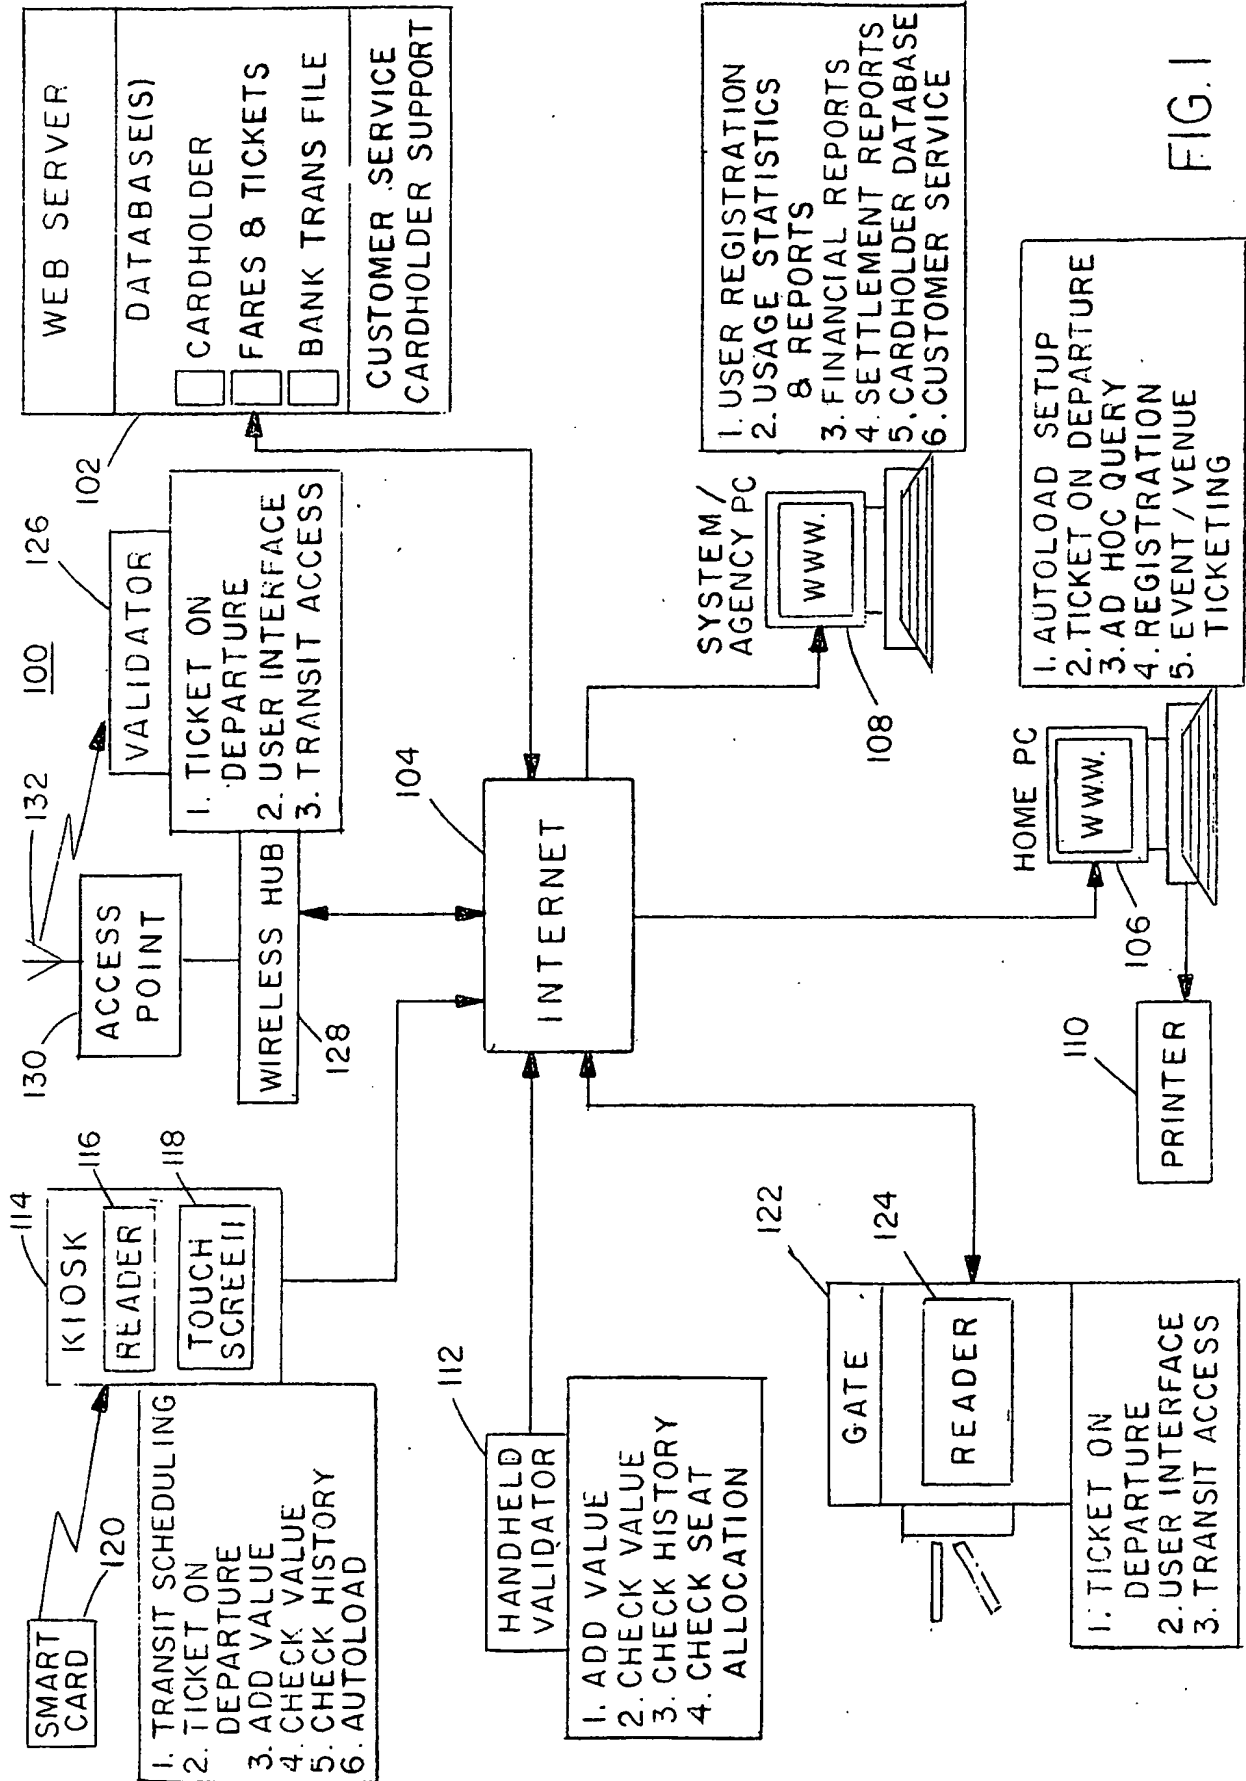 100
SMART
CARD
120
114
KIOSK
116
READER
118
TOUCH
SCREEN
1. TRANSIT SCHEDULING
2. TICKET ON
DEPARTURE
3. ADD VALUE
4. CHECK VALUE
5. CHECK HISTORY
6. AUTOLOAD
130
ACCESS
POINT
132
WIRELESS HUB
128
126
VALIDATOR
1. TICKET ON
DEPARTURE
2. USER INTERFACE
3. TRANSIT ACCESS
102
WEB SERVER
DATABASE(S)
CARDHOLDER
FARES & TICKETS
BANK TRANS FILE
CUSTOMER SERVICE
CARDHOLDER SUPPORT
112
HANDHELD
VALIDATOR
1. ADD VALUE
2. CHECK VALUE
3. CHECK HISTORY
4. CHECK SEAT
ALLOCATION
104
INTERNET
SYSTEM/
AGENCY PC
WWW.
108
1. USER REGISTRATION
2. USAGE STATISTICS
& REPORTS
3. FINANCIAL REPORTS
4. SETTLEMENT REPORTS
5. CARDHOLDER DATABASE
6. CUSTOMER SERVICE
122
GATE
124
READER
1. TICKET ON
DEPARTURE
2. USER INTERFACE
3. TRANSIT ACCESS
110
PRINTER
HOME PC
WWW.
106
1. AUTOLOAD SETUP
2. TICKET ON DEPARTURE
3. AD HOC QUERY
4. REGISTRATION
5. EVENT / VENUE
TICKETING
FIG. 1